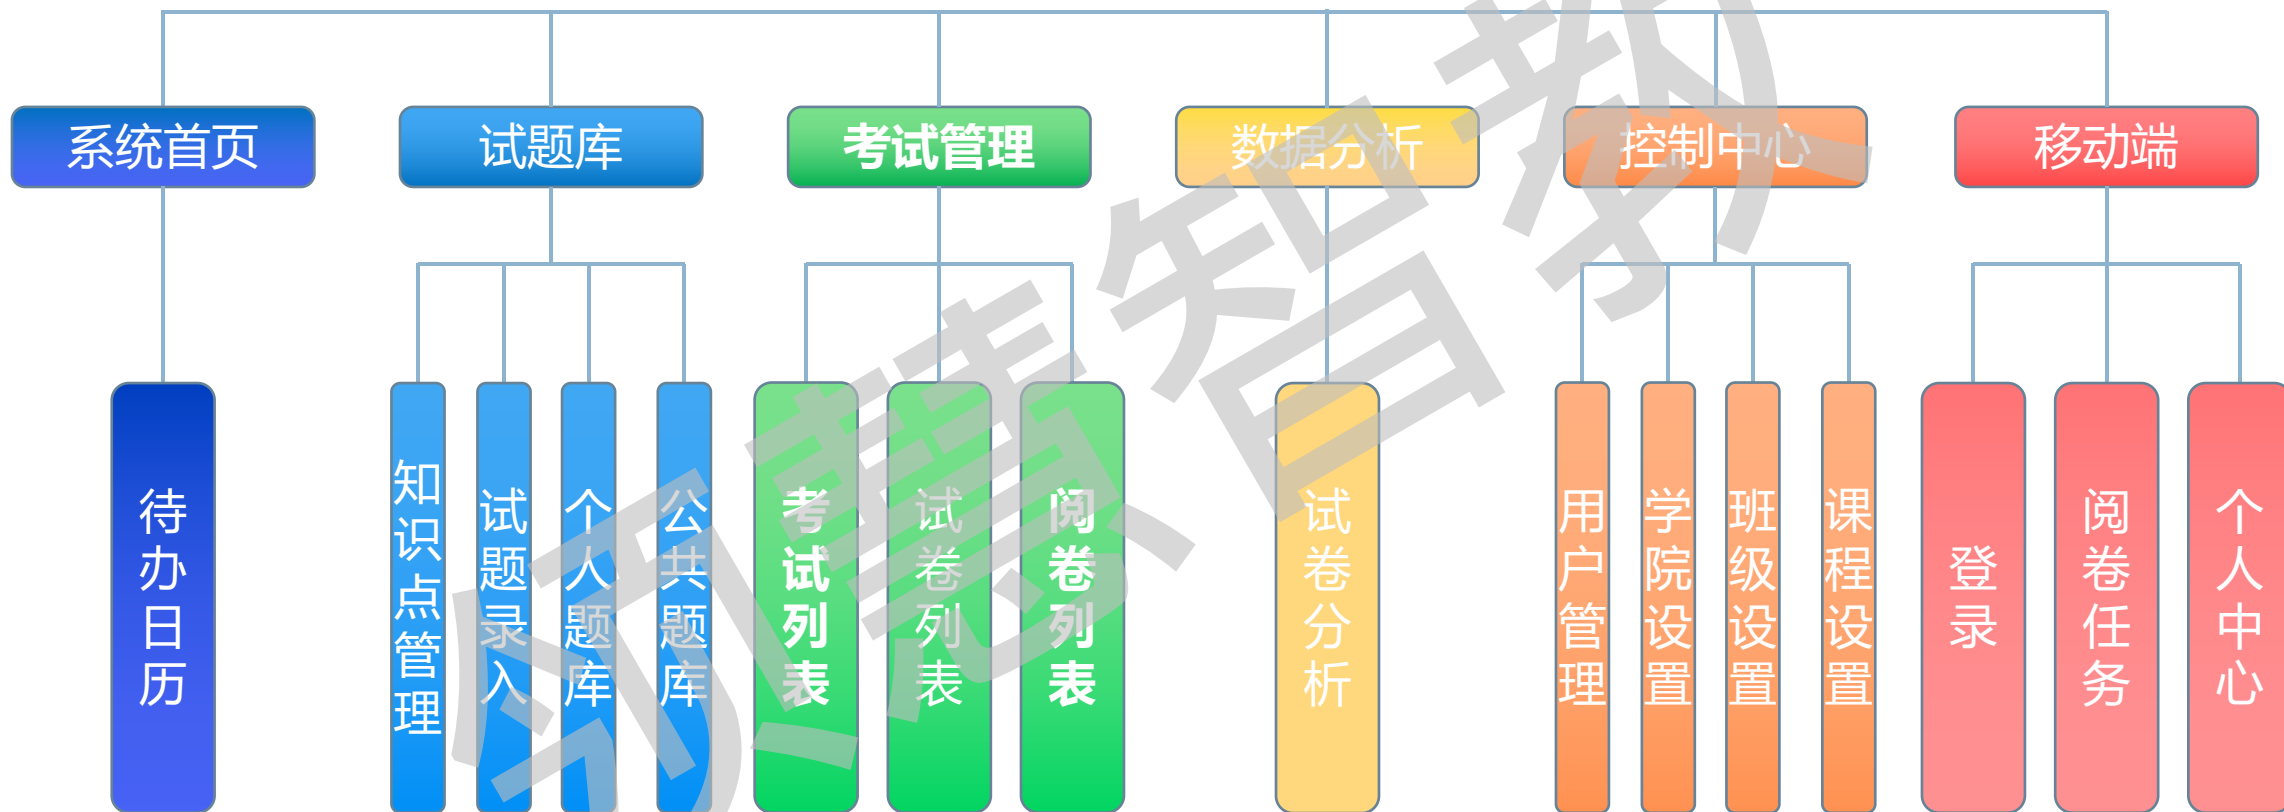 系统首页
试题库
考试管理
数据分析
控制中心
移动端
待办日历
知识点管理
试题录入
个人题库
公共题库
考试列表
试卷列表
阅卷列表
试卷分析
用户管理
学院设置
班级设置
课程设置
登录
阅卷任务
个人中心
慧智教